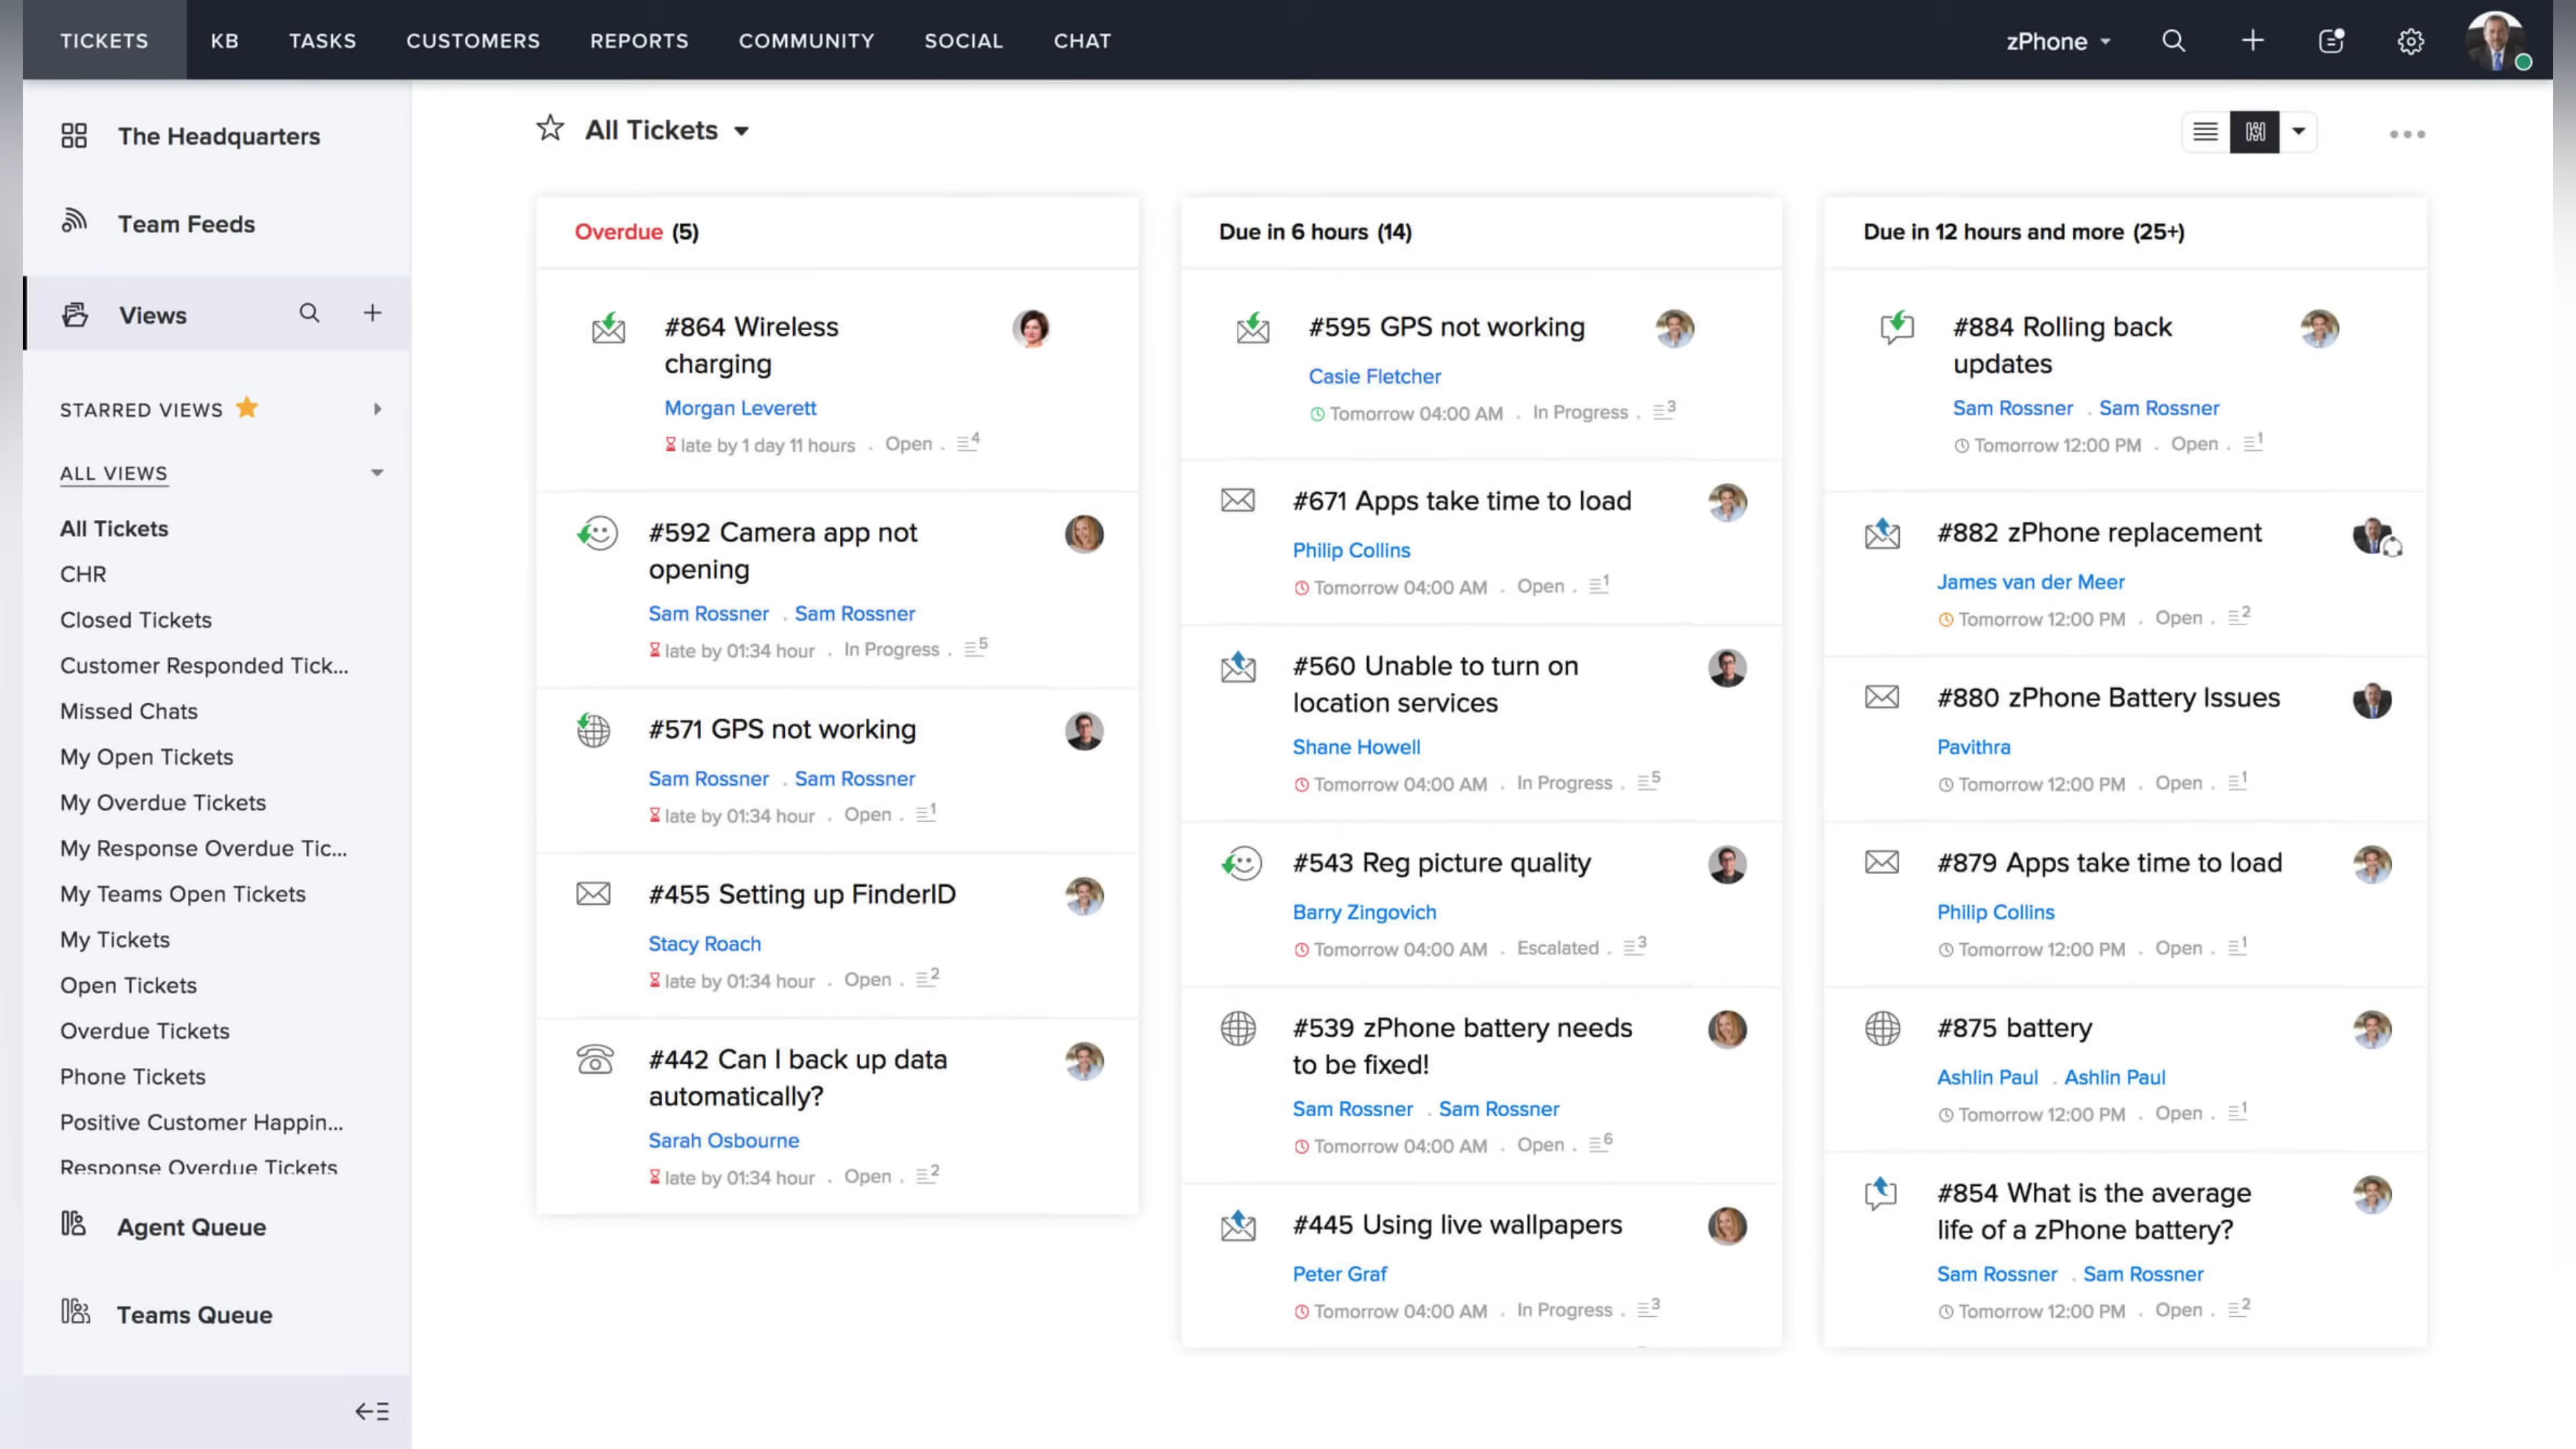 TICKETS KB TASKS CUSTOMERS REPORTS COMMUNITY SOCIAL CHAT zPhone
The Headquarters
Team Feeds
Views
STARRED VIEWS
ALL VIEWS
All Tickets
CHR
Closed Tickets
Customer Responded Tick...
Missed Chats
My Open Tickets
My Overdue Tickets
My Response Overdue Tic...
My Teams Open Tickets
My Tickets
Open Tickets
Overdue Tickets
Phone Tickets
Positive Customer Happin...
Response Overdue Tickets
Agent Queue
Teams Queue
All Tickets
Overdue (5)
#864 Wireless
charging
Morgan Leverett
late by 1 day 11 hours . Open . 4
#592 Camera app not
opening
Sam Rossner . Sam Rossner
late by 01:34 hour . In Progress . 5
#571 GPS not working
Sam Rossner . Sam Rossner
late by 01:34 hour . Open . 1
#455 Setting up FinderID
Stacy Roach
late by 01:34 hour . Open . 2
#442 Can I back up data
automatically?
Sarah Osbourne
late by 01:34 hour . Open . 2
Due in 6 hours (14)
#595 GPS not working
Casie Fletcher
Tomorrow 04:00 AM . In Progress . 3
#671 Apps take time to load
Philip Collins
Tomorrow 04:00 AM . Open . 1
#560 Unable to turn on
location services
Shane Howell
Tomorrow 04:00 AM . In Progress . 5
#543 Reg picture quality
Barry Zingovich
Tomorrow 04:00 AM . Escalated . 3
#539 zPhone battery needs
to be fixed!
Sam Rossner . Sam Rossner
Tomorrow 04:00 AM . Open . 6
#445 Using live wallpapers
Peter Graf
Tomorrow 04:00 AM . In Progress . 3
Due in 12 hours and more (25+)
#884 Rolling back
updates
Sam Rossner . Sam Rossner
Tomorrow 12:00 PM . Open . 1
#882 zPhone replacement
James van der Meer
Tomorrow 12:00 PM . Open . 2
#880 zPhone Battery Issues
Pavithra
Tomorrow 12:00 PM . Open . 1
#879 Apps take time to load
Philip Collins
Tomorrow 12:00 PM . Open . 1
#875 battery
Ashlin Paul . Ashlin Paul
Tomorrow 12:00 PM . Open . 1
#854 What is the average
life of a zPhone battery?
Sam Rossner . Sam Rossner
Tomorrow 12:00 PM . Open . 2